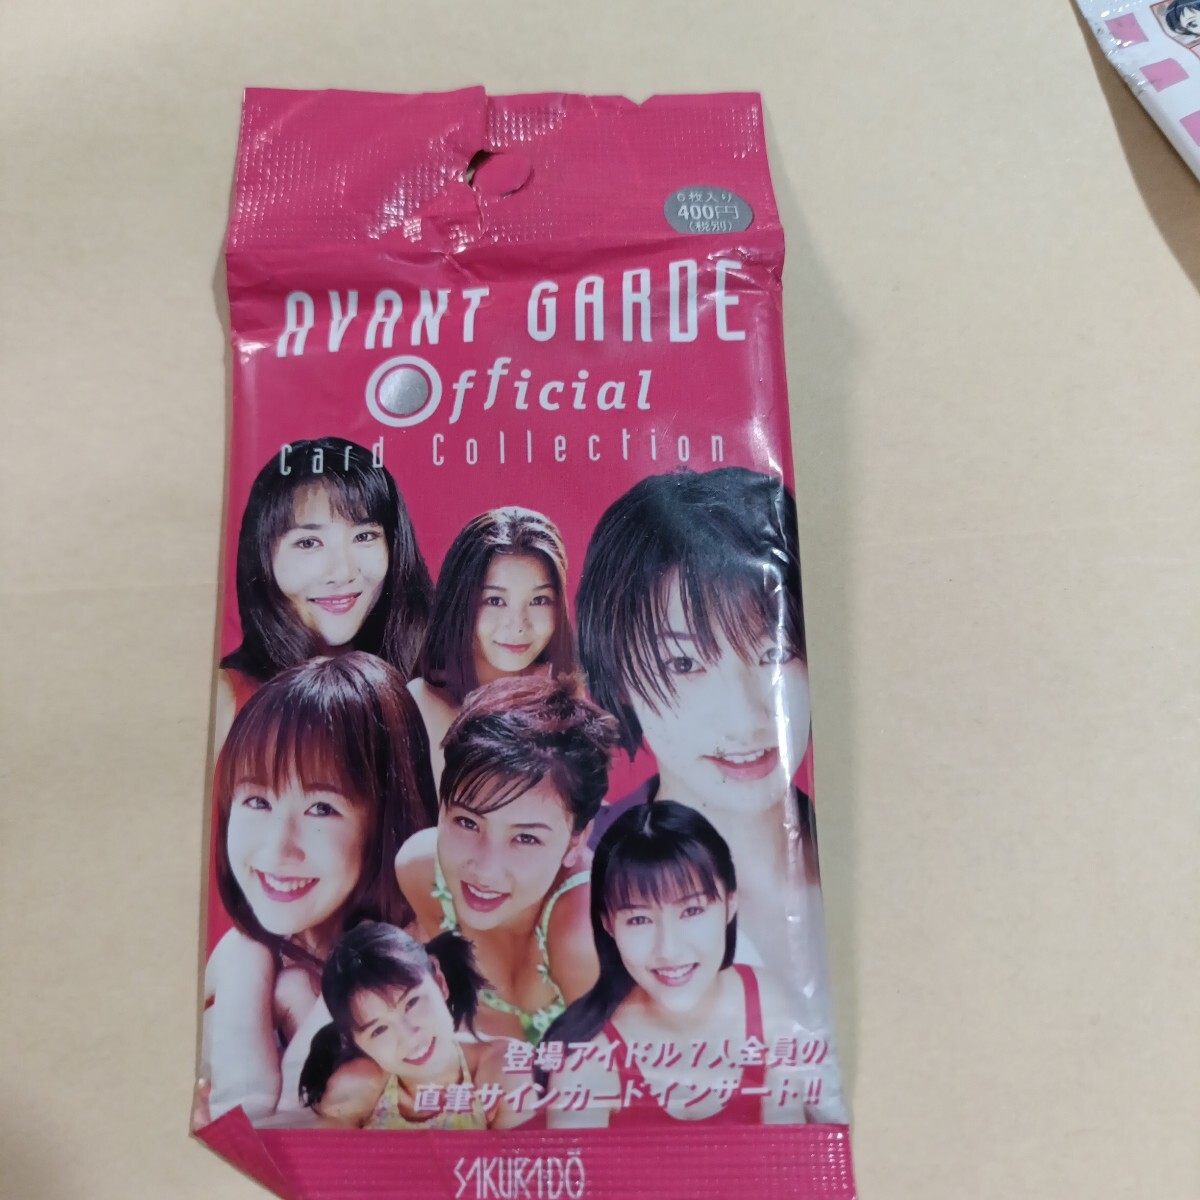 6枚入り
400円
(税別)
AVANT GARDE
Official
Card Collection
登場アイドル7人全員の
直筆サインカードインサート!!
SAKURADŌ